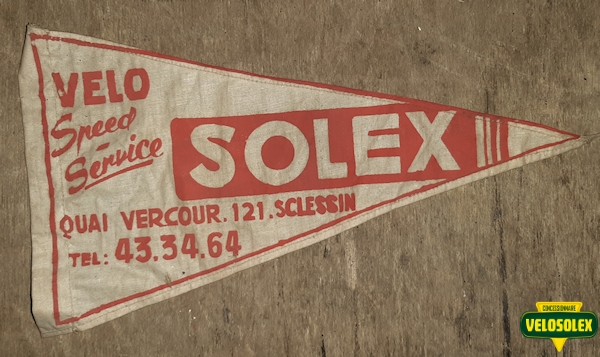 VELO
Speed
-
Service
SOLEX
QUAI VERCOUR. 121. SCLESSIN
TEL: 43.34.64
CONCESSIONNAIRE
VELOSOLEX